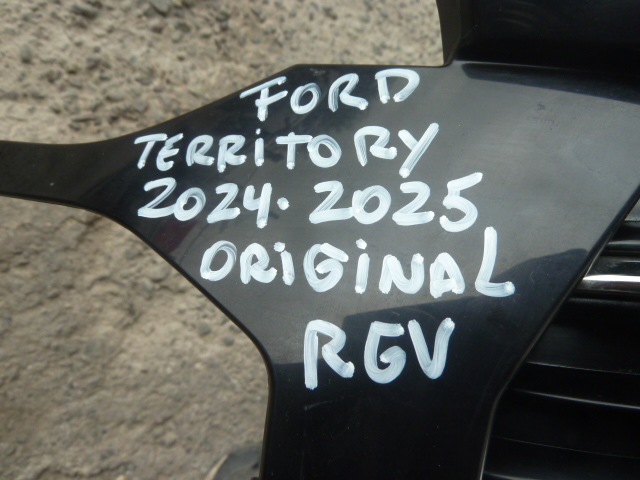 FORD
TERRiTORY
2024. 2025
ORiGiNAL
RGV